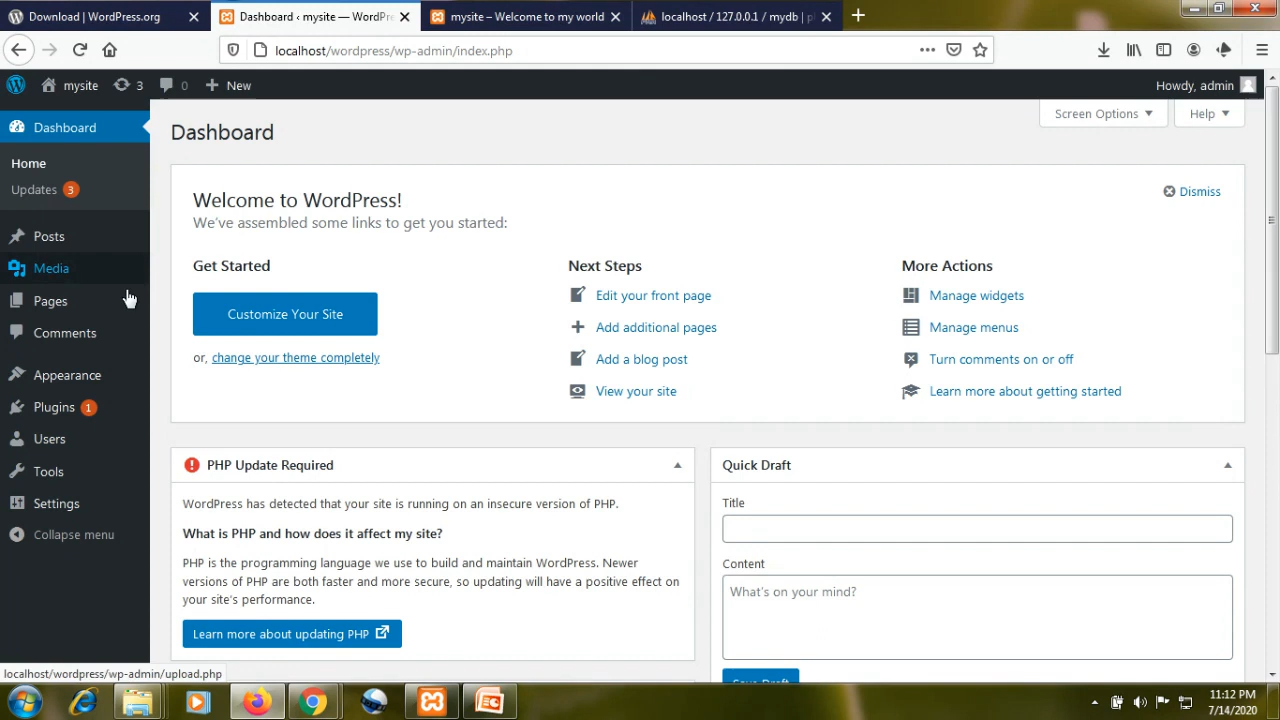 Download | WordPress.org
Dashboard ‹ mysite — WordPre
mysite – Welcome to my world
localhost / 127.0.0.1 / mydb | p
localhost/wordpress/wp-admin/index.php
mysite
3
0
New
Howdy, admin
Dashboard
Home
Updates 3
Posts
Media
Pages
Comments
Appearance
Plugins 1
Users
Tools
Settings
Collapse menu
Screen Options
Help
Dashboard
Welcome to WordPress!
Dismiss
We've assembled some links to get you started:
Get Started
Customize Your Site
or, change your theme completely
Next Steps
Edit your front page
Add additional pages
Add a blog post
View your site
More Actions
Manage widgets
Manage menus
Turn comments on or off
Learn more about getting started
PHP Update Required
WordPress has detected that your site is running on an insecure version of PHP.
What is PHP and how does it affect my site?
PHP is the programming language we use to build and maintain WordPress. Newer
versions of PHP are both faster and more secure, so updating will have a positive effect on
your site's performance.
Learn more about updating PHP
Quick Draft
Title
Content
What's on your mind?
Save Draft
localhost/wordpress/wp-admin/upload.php
11:12 PM
7/14/2020